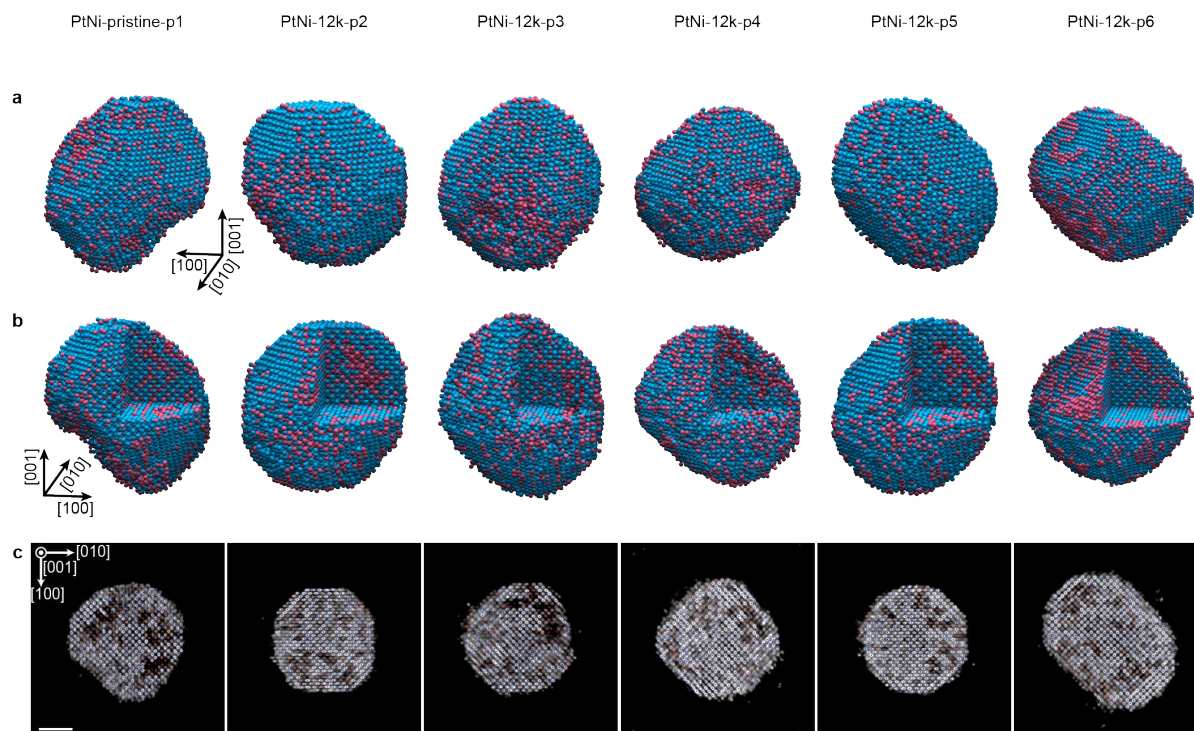 PtNi-pristine-p1 PtNi-12k-p2 PtNi-12k-p3 PtNi-12k-p4 PtNi-12k-p5 PtNi-12k-p6
a
[100] [010] [001]
b
[001] [010] [100]
c
[010]
[001]
[100]